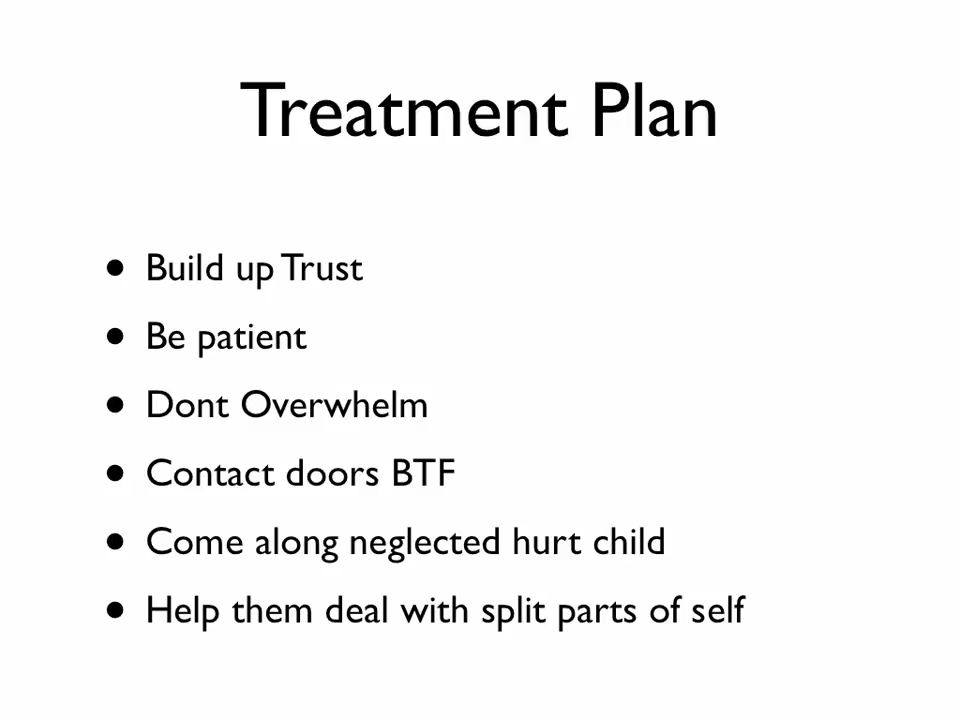 Treatment Plan
• Build up Trust
• Be patient
• Dont Overwhelm
• Contact doors BTF
• Come along neglected hurt child
• Help them deal with split parts of self